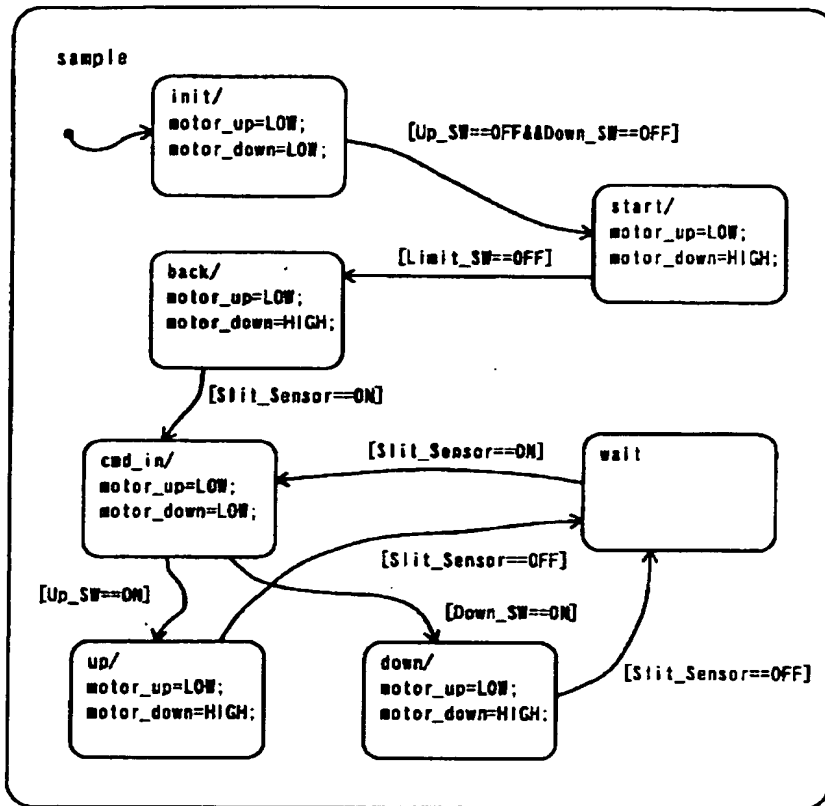 sample
init/
motor_up=LOW;
motor_down=LOW;
[Up_SW==OFF&&Down_SW==OFF]
start/
motor_up=LOW;
motor_down=HIGH;
[Limit_SW==OFF]
back/
motor_up=LOW;
motor_down=HIGH;
[Slit_Sensor==ON]
cmd_in/
motor_up=LOW;
motor_down=LOW;
[Slit_Sensor==ON]
wait
[Slit_Sensor==OFF]
[Up_SW==ON]
[Down_SW==ON]
up/
motor_up=LOW;
motor_down=HIGH;
down/
motor_up=LOW;
motor_down=HIGH;
[Slit_Sensor==OFF]